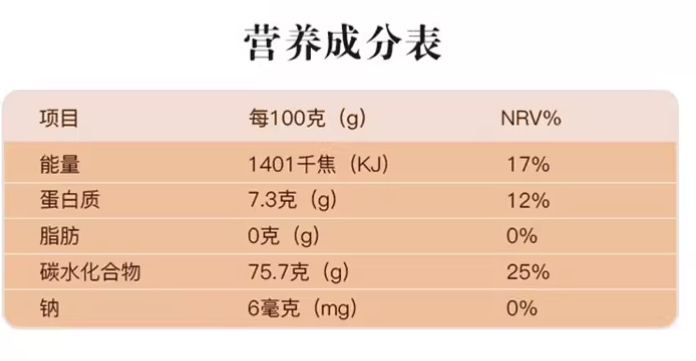 营养成分表
项目 每100克（g） NRV%
能量 1401千焦（KJ） 17%
蛋白质 7.3克（g） 12%
脂肪 0克（g） 0%
碳水化合物 75.7克（g） 25%
钠 6毫克（mg） 0%